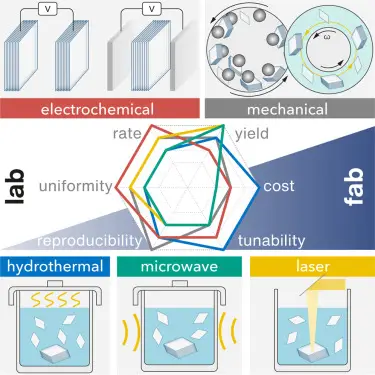 V
V
ω
electrochemical
mechanical
rate
yield
lab
uniformity
cost
fab
reproducibility
tunability
hydrothermal
microwave
laser